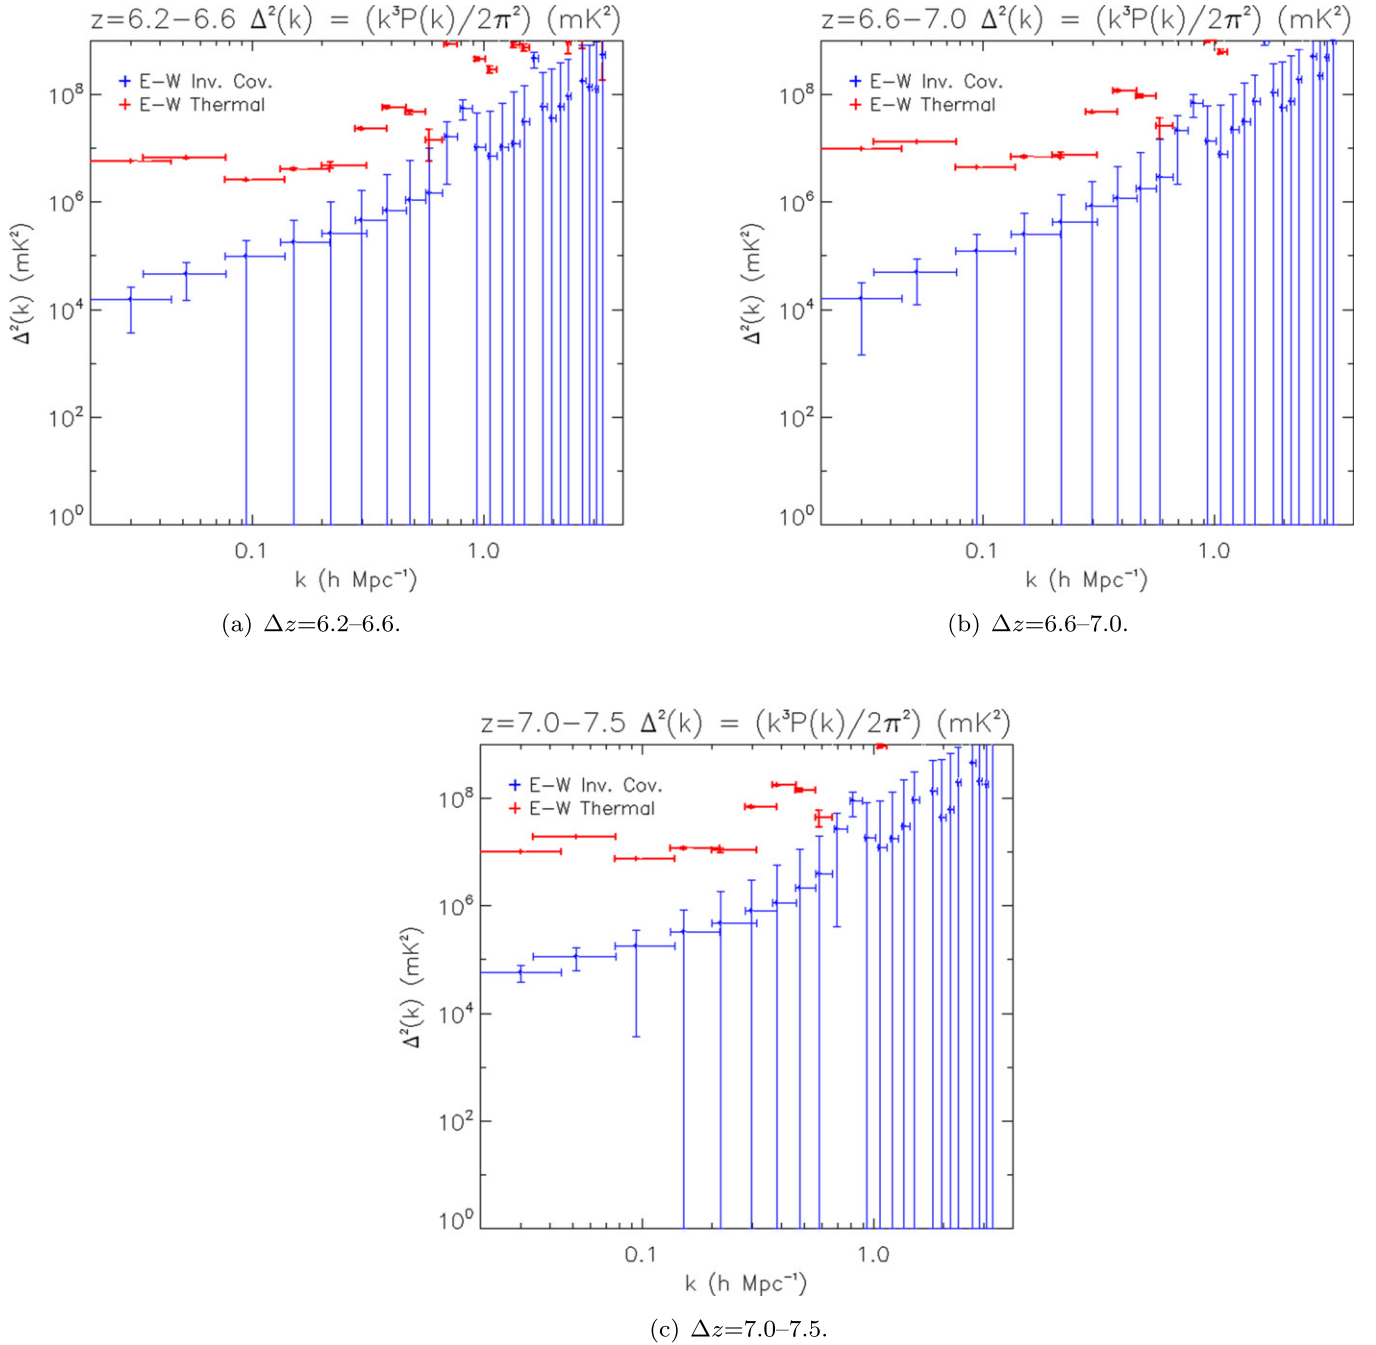 z=6.2−6.6 Δ²(k) = (k³P(k)/2π²) (mK²)
E−W Inv. Cov.
E−W Thermal
10⁸
10⁶
10⁴
10²
10⁰
Δ²(k) (mK²)
0.1 1.0
k (h Mpc⁻¹)
(a) Δz=6.2–6.6.
z=6.6−7.0 Δ²(k) = (k³P(k)/2π²) (mK²)
E−W Inv. Cov.
E−W Thermal
10⁸
10⁶
10⁴
10²
10⁰
Δ²(k) (mK²)
0.1 1.0
k (h Mpc⁻¹)
(b) Δz=6.6–7.0.
z=7.0−7.5 Δ²(k) = (k³P(k)/2π²) (mK²)
E−W Inv. Cov.
E−W Thermal
10⁸
10⁶
10⁴
10²
10⁰
Δ²(k) (mK²)
0.1 1.0
k (h Mpc⁻¹)
(c) Δz=7.0–7.5.